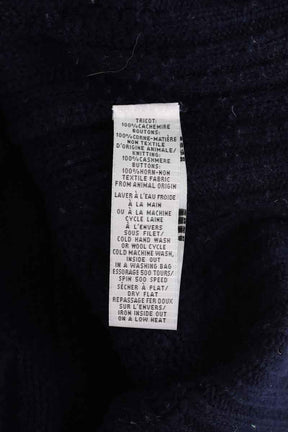 TRICOT:
100%CACHEMIRE
BOUTONS:
100%CORNE-MATIÈRE
NON TEXTILE
D'ORIGINE ANIMALE/
KNITTING:
100%CASHMERE
BUTTONS:
100%HORN-NON
TEXTILE FABRIC
FROM ANIMAL ORIGIN
LAVER À L'EAU FROIDE
À LA MAIN
OU À LA MACHINE
CYCLE LAINE
À L'ENVERS
SOUS FILET/
COLD HAND WASH
OR WOOL CYCLE
COLD MACHINE WASH,
INSIDE OUT
IN A WASHING BAG
ESSORAGE 500 TOURS/
SPIN 500 SPEED
SÉCHER À PLAT/
DRY FLAT
REPASSAGE FER DOUX
SUR L'ENVERS/
IRON INSIDE OUT
ON A LOW HEAT